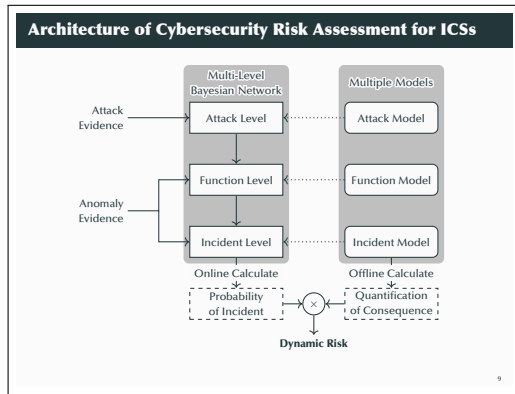 Architecture of Cybersecurity Risk Assessment for ICSs
Multi-Level
Bayesian Network
Multiple Models
Attack
Evidence
Attack Level
Attack Model
Function Level
Function Model
Anomaly
Evidence
Incident Level
Incident Model
Online Calculate
Offline Calculate
Probability
of Incident
×
Quantification
of Consequence
Dynamic Risk
9